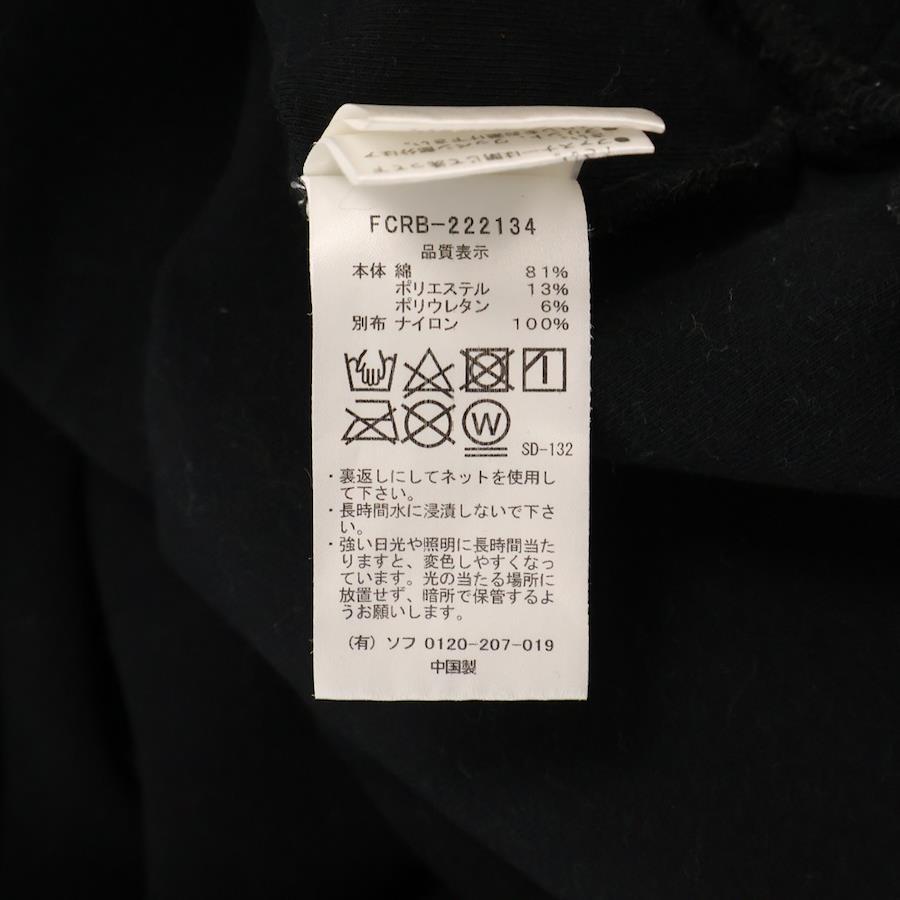 FCRB-222134
品質表示
本体 綿 81%
ポリエステル 13%
ポリウレタン 6%
別布 ナイロン 100%
W
SD-132
・裏返しにしてネットを使用し
て下さい。
・長時間水に浸漬しないで下さ
い。
・強い日光や照明に長時間当た
りますと、変色しやすくなっ
ています。光の当たる場所に
放置せず、暗所で保管するよ
うお願いします。
(有) ソフ 0120-207-019
中国製